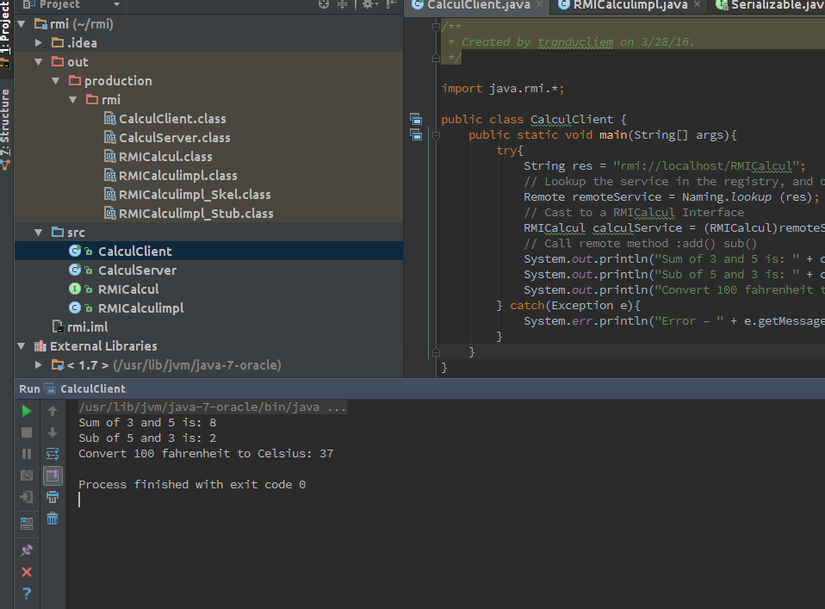 Project
1: Project
7: Structure
rmi (~/rmi)
.idea
out
production
rmi
CalculClient.class
CalculServer.class
RMICalcul.class
RMICalculimpl.class
RMICalculimpl_Skel.class
RMICalculimpl_Stub.class
src
CalculClient
CalculServer
RMICalcul
RMICalculimpl
rmi.iml
External Libraries
< 1.7 > (/usr/lib/jvm/java-7-oracle)
CalculClient.java
RMICalculimpl.java
Serializable.jav
/**
* Created by tranducliem on 3/28/16.
*/
import java.rmi.*;
public class CalculClient {
public static void main(String[] args){
try{
String res = "rmi://localhost/RMICalcul";
// Lookup the service in the registry, and
Remote remoteService = Naming.lookup (res);
// Cast to a RMICalcul Interface
RMICalcul calculService = (RMICalcul)remoteS
// Call remote method :add() sub()
System.out.println("Sum of 3 and 5 is: " + c
System.out.println("Sub of 5 and 3 is: " + c
System.out.println("Convert 100 fahrenheit t
} catch(Exception e){
System.err.println("Error - " + e.getMessage
}
}
}
Run CalculClient
/usr/lib/jvm/java-7-oracle/bin/java ...
Sum of 3 and 5 is: 8
Sub of 5 and 3 is: 2
Convert 100 fahrenheit to Celsius: 37
Process finished with exit code 0